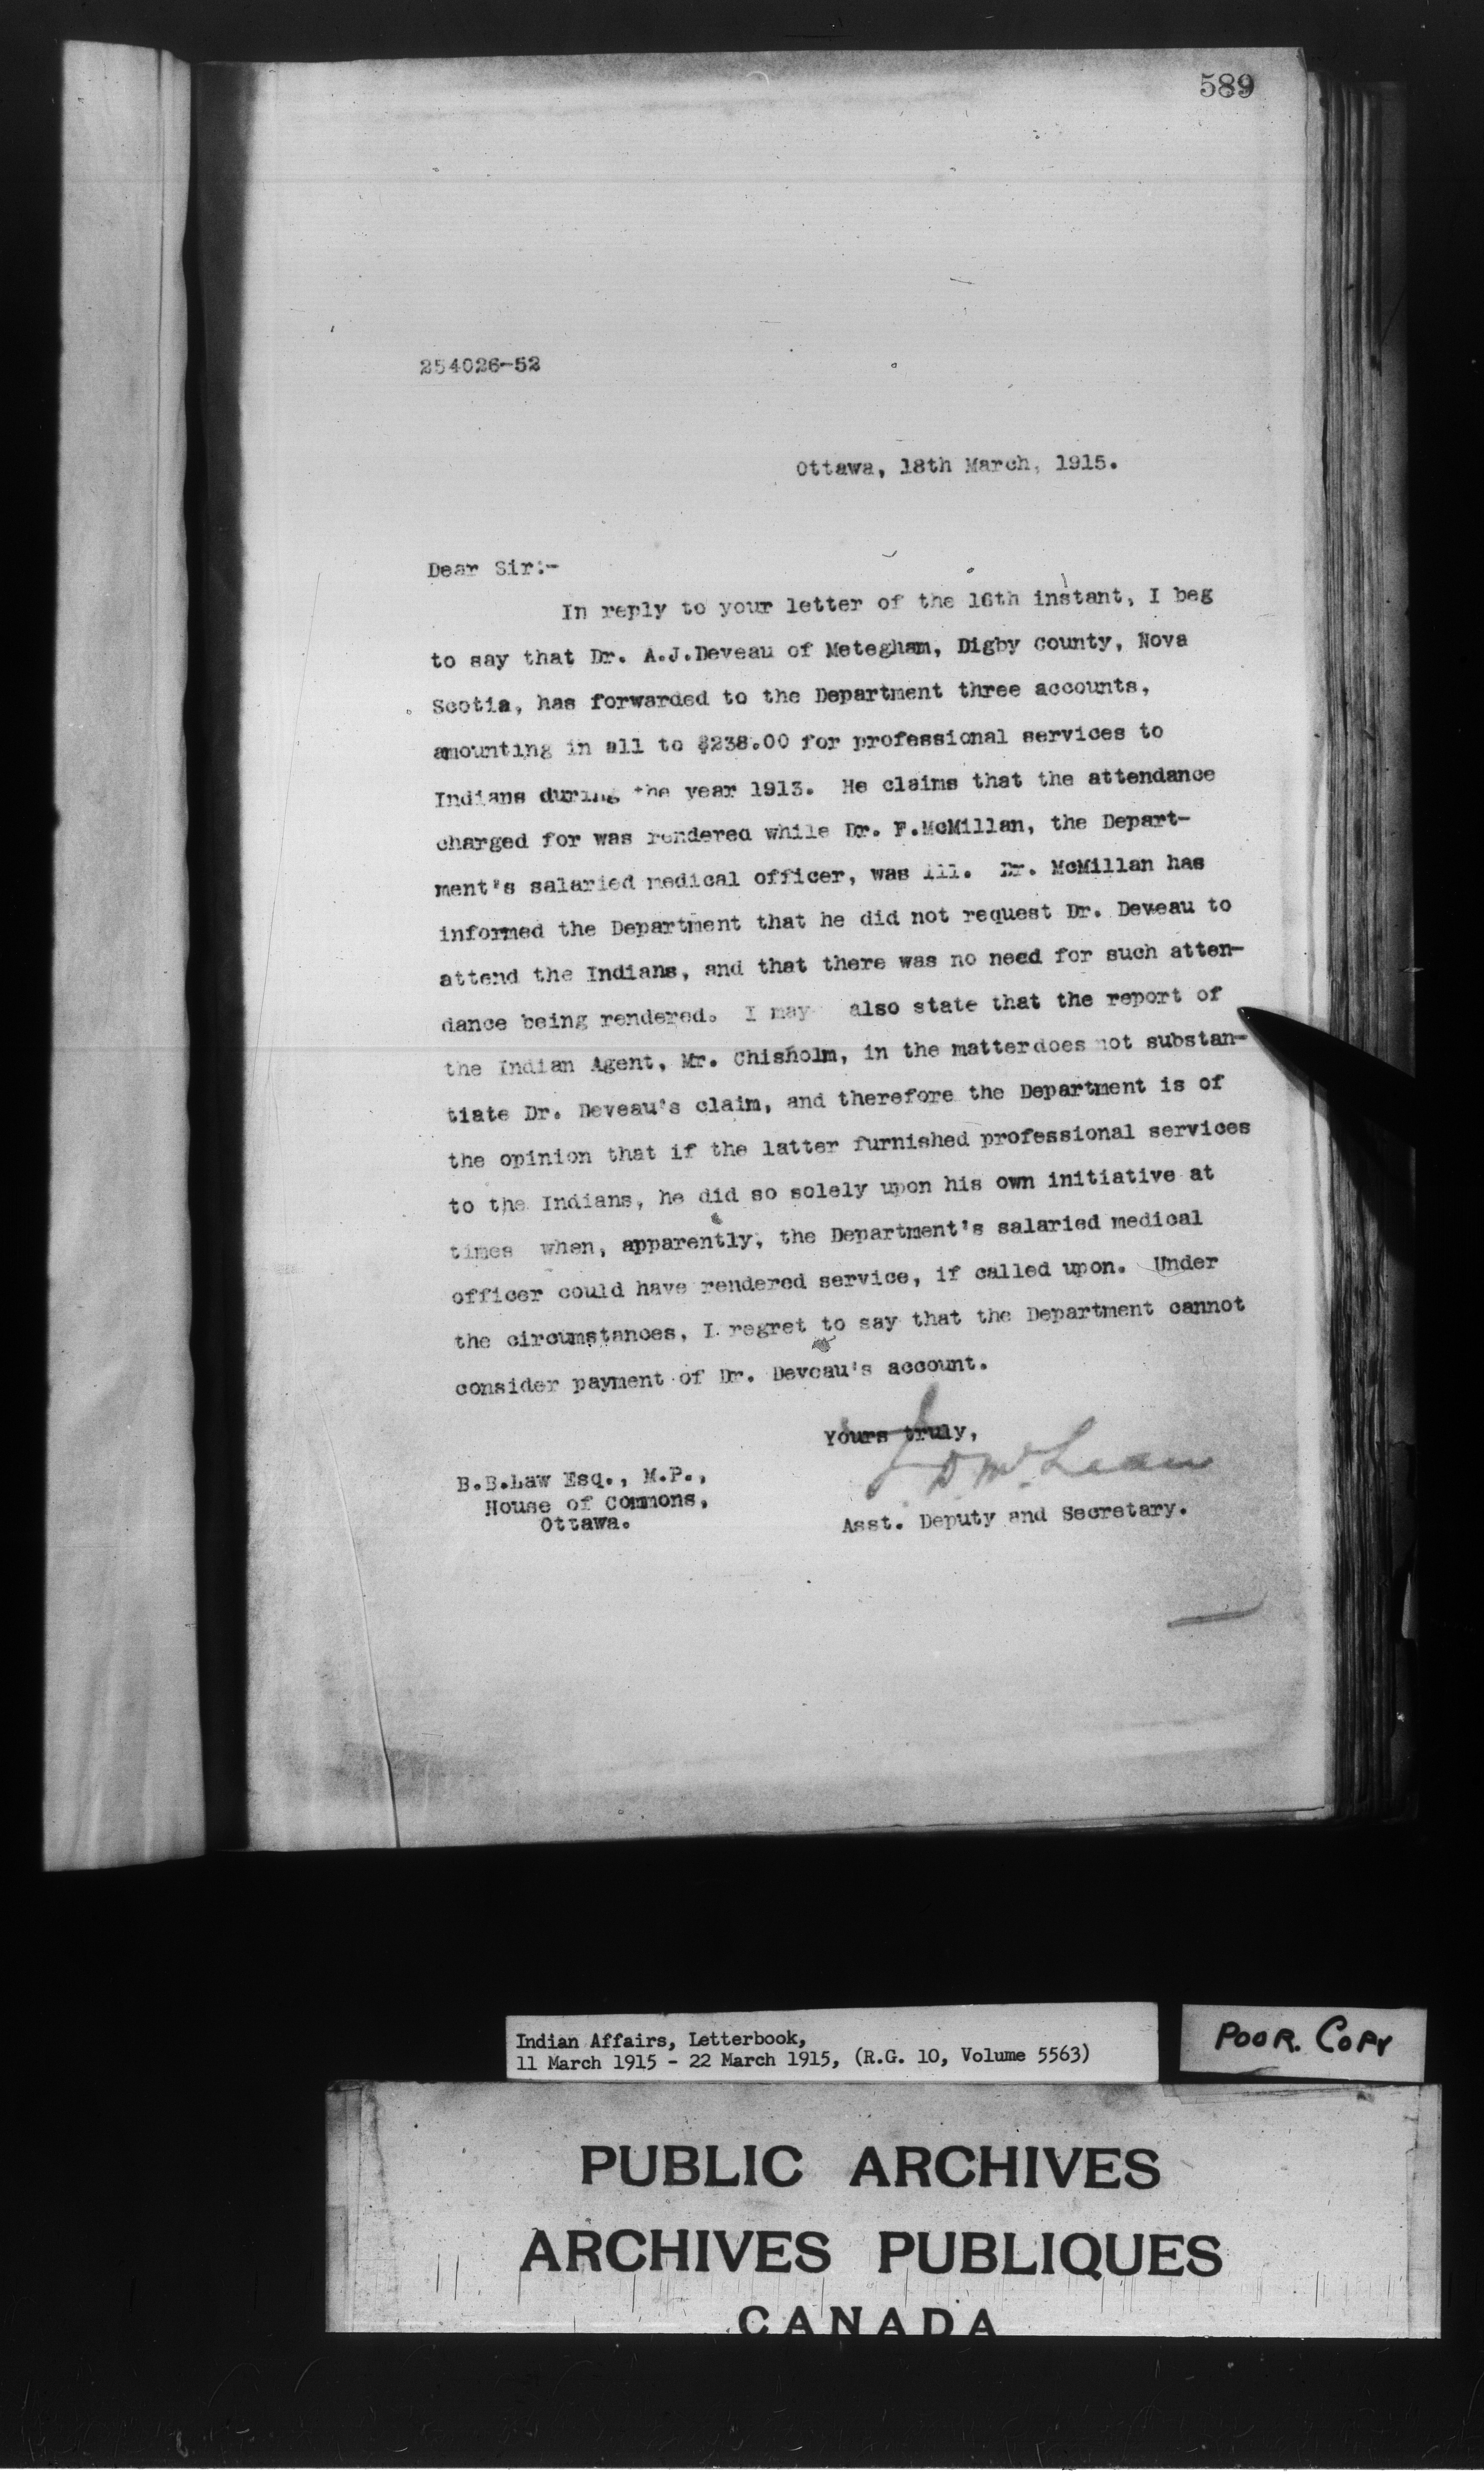 589
254026-52
Ottawa, 18th March, 1915.
Dear Sir:-
In reply to your letter of the 16th instant, I beg
to say that Dr. A.J.Deveau of Metegham, Digby County, Nova
Scotia, has forwarded to the Department three accounts,
amounting in all to $238.00 for professional services to
Indians during the year 1913. He claims that the attendance
charged for was rendered while Dr. F.McMillan, the Depart-
ment's salaried medical officer, was ill. Dr. McMillan has
informed the Department that he did not request Dr. Deveau to
attend the Indians, and that there was no need for such atten-
dance being rendered. I may also state that the report of
the Indian Agent, Mr. Chisholm, in the matter does not substan-
tiate Dr. Deveau's claim, and therefore the Department is of
the opinion that if the latter furnished professional services
to the Indians, he did so solely upon his own initiative at
times when, apparently, the Department's salaried medical
officer could have rendered service, if called upon. Under
the circumstances, I regret to say that the Department cannot
consider payment of Dr. Deveau's account.
Yours truly,
J D McLean
Asst. Deputy and Secretary.
B.B.Law Esq., M.P.,
House of Commons,
Ottawa.
Indian Affairs, Letterbook,
11 March 1915 - 22 March 1915, (R.G. 10, Volume 5563)
POOR. COPY
PUBLIC ARCHIVES
ARCHIVES PUBLIQUES
CANADA